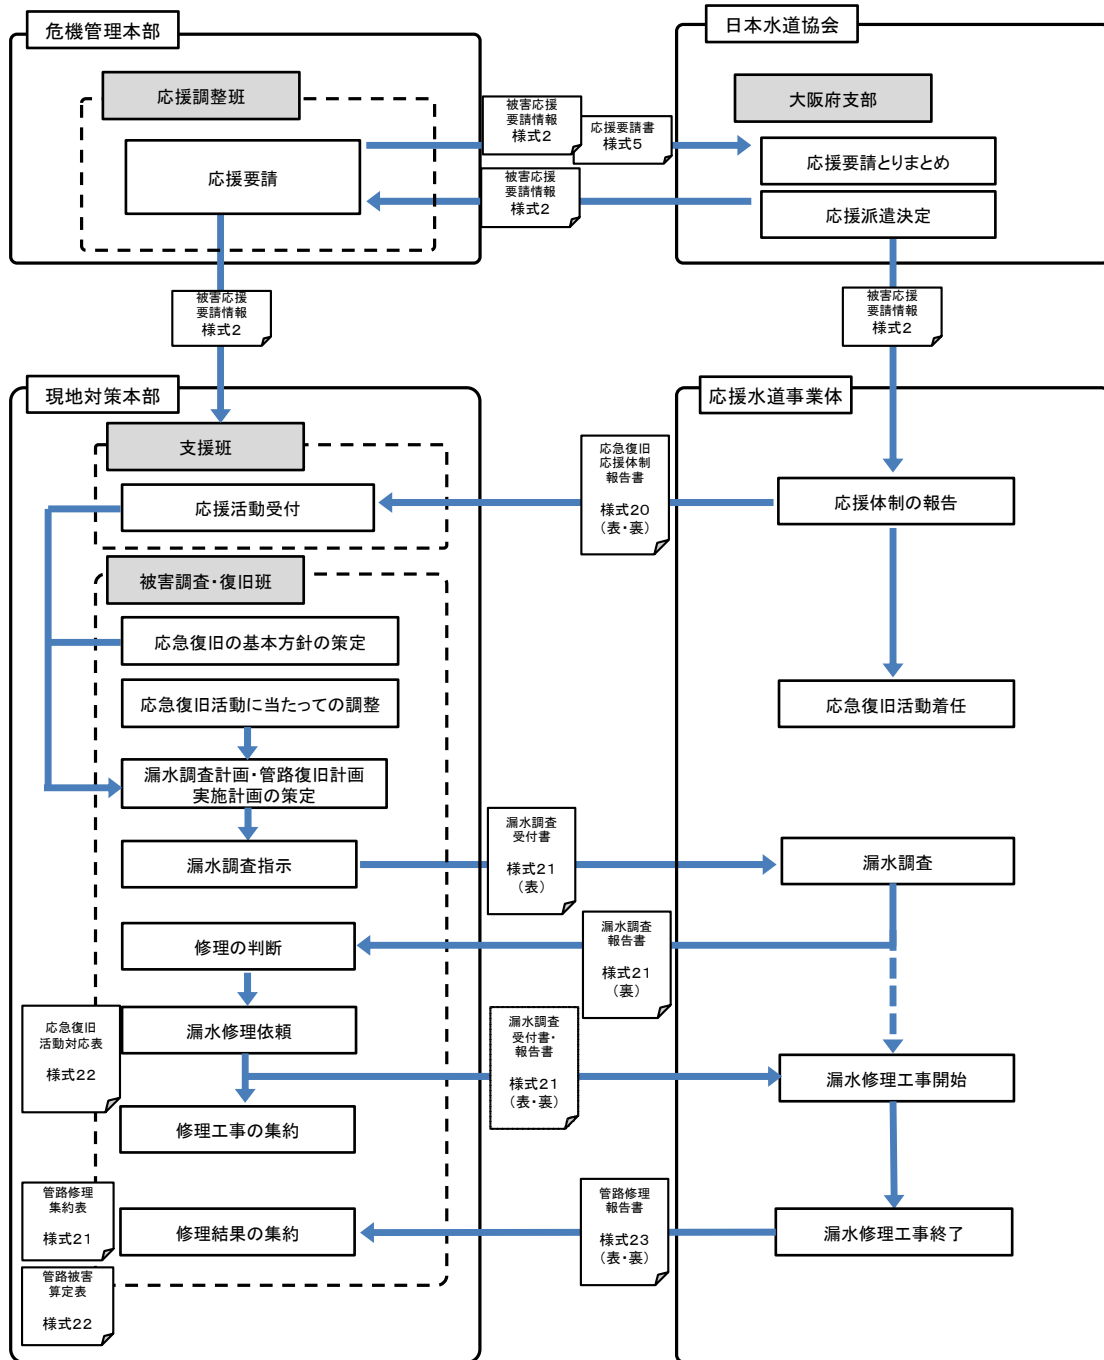 危機管理本部
日本水道協会
応援調整班
大阪府支部
被害応援
要請情報
様式2
応援要請書
様式5
応援要請
応援要請とりまとめ
被害応援
要請情報
様式2
応援派遣決定
被害応援
要請情報
様式2
被害応援
要請情報
様式2
現地対策本部
応援水道事業体
支援班
応急復旧
応援体制
報告書
様式20
(表・裏)
応援活動受付
応援体制の報告
被害調査・復旧班
応急復旧の基本方針の策定
応急復旧活動に当たっての調整
応急復旧活動着任
漏水調査計画・管路復旧計画
実施計画の策定
漏水調査
受付書
様式21
(表)
漏水調査指示
漏水調査
漏水調査
報告書
様式21
(裏)
修理の判断
応急復旧
活動対応表
様式22
漏水修理依頼
漏水調査
受付書・
報告書
様式21
(表・裏)
漏水修理工事開始
修理工事の集約
管路修理
集約表
様式21
修理結果の集約
管路修理
報告書
様式23
(表・裏)
漏水修理工事終了
管路被害
算定表
様式22